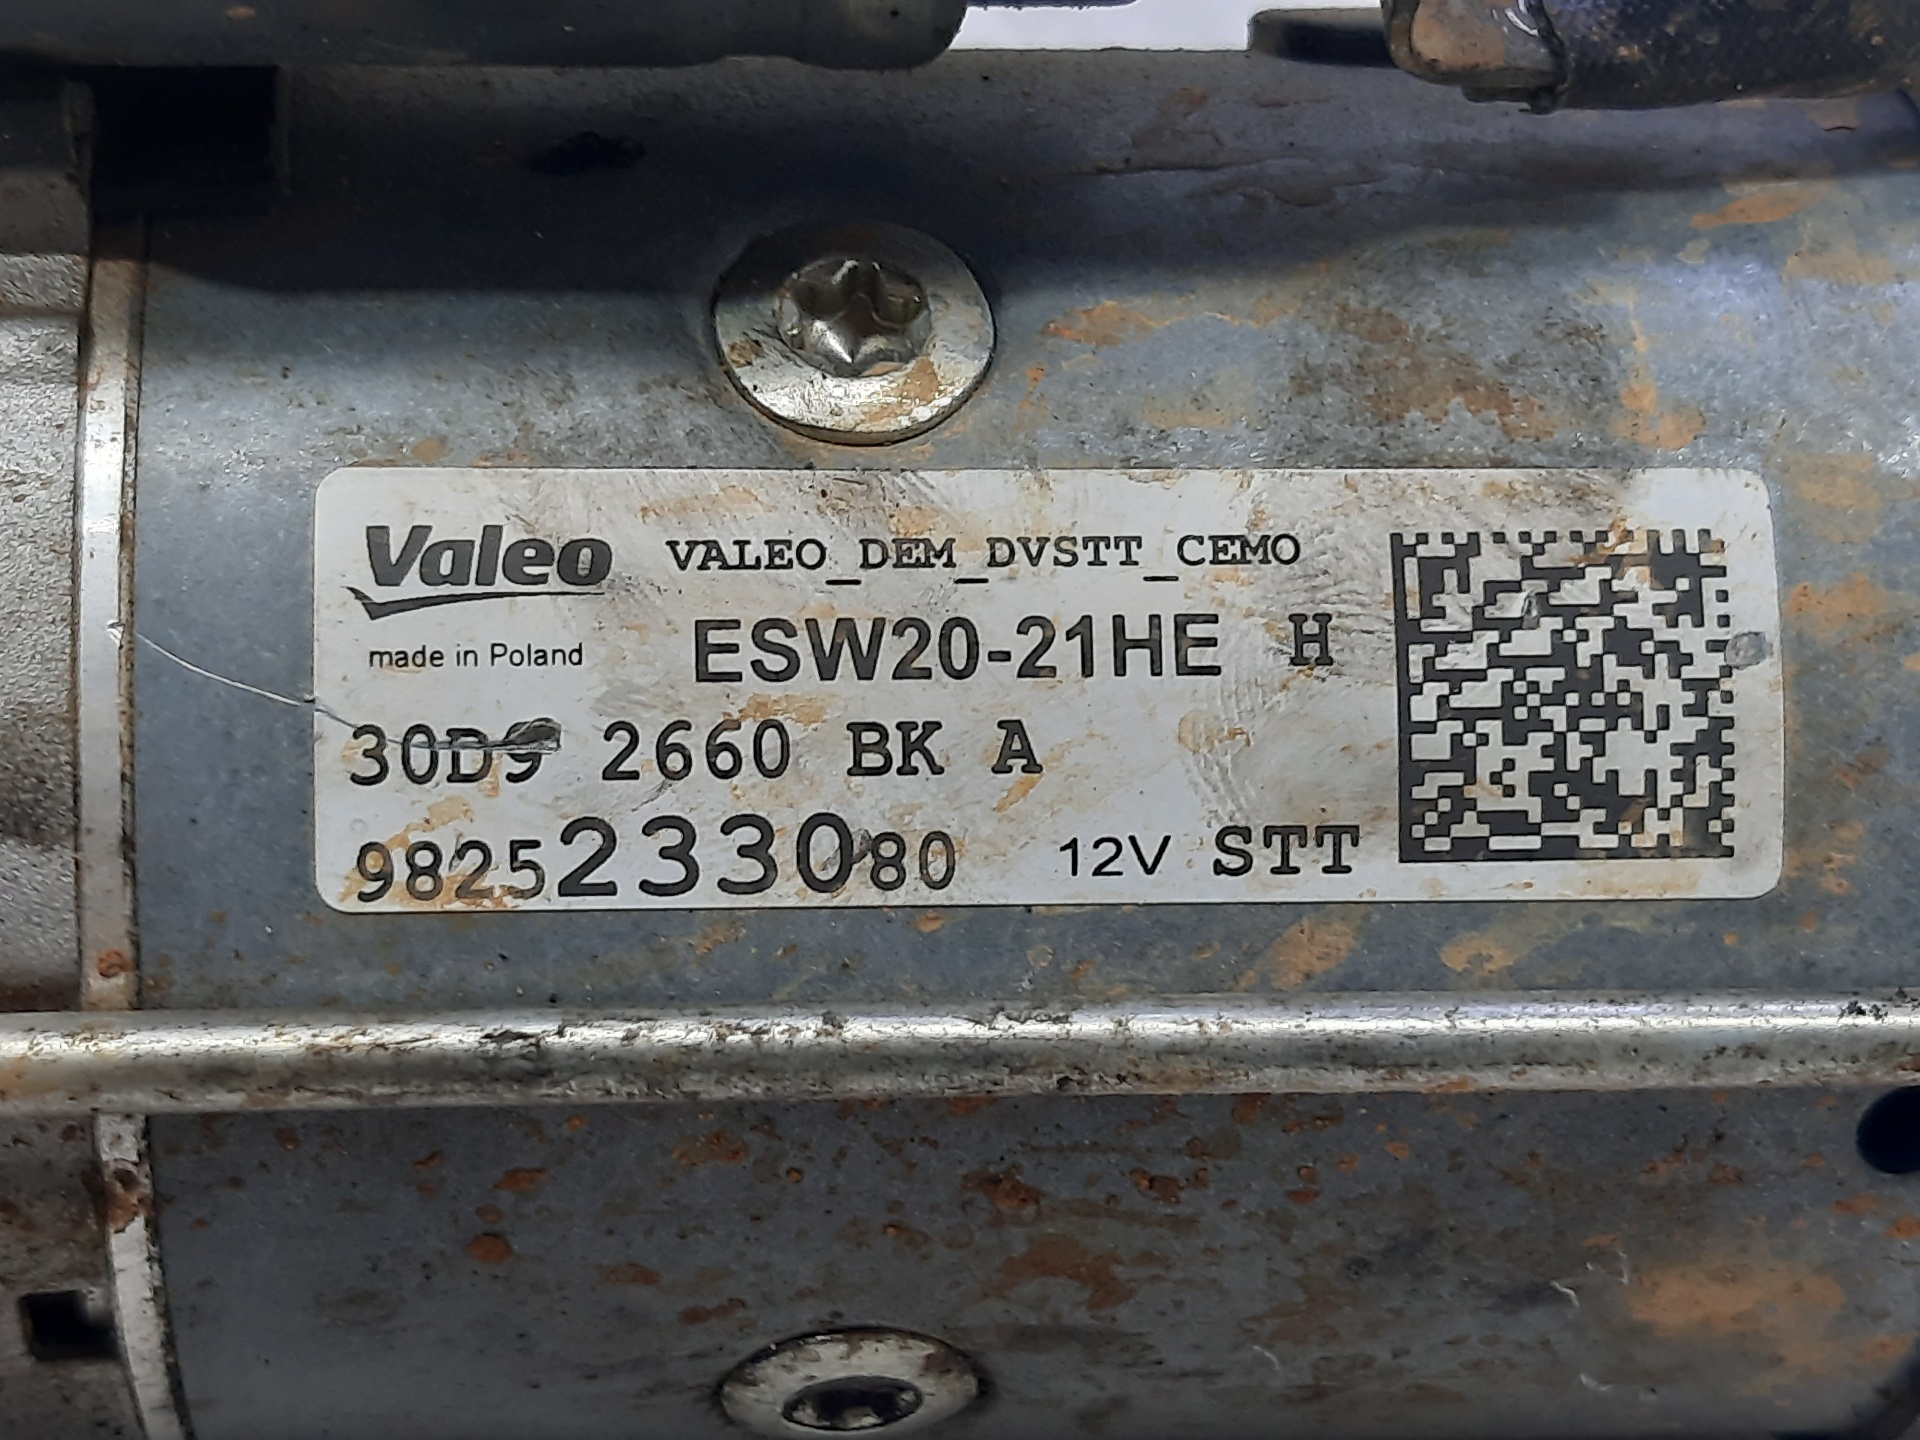 Valeo VALEO_DEM_DVSTT_CEMO
made in Poland ESW20-21HE H
30D9 2660 BK A
9825233080 12V STT